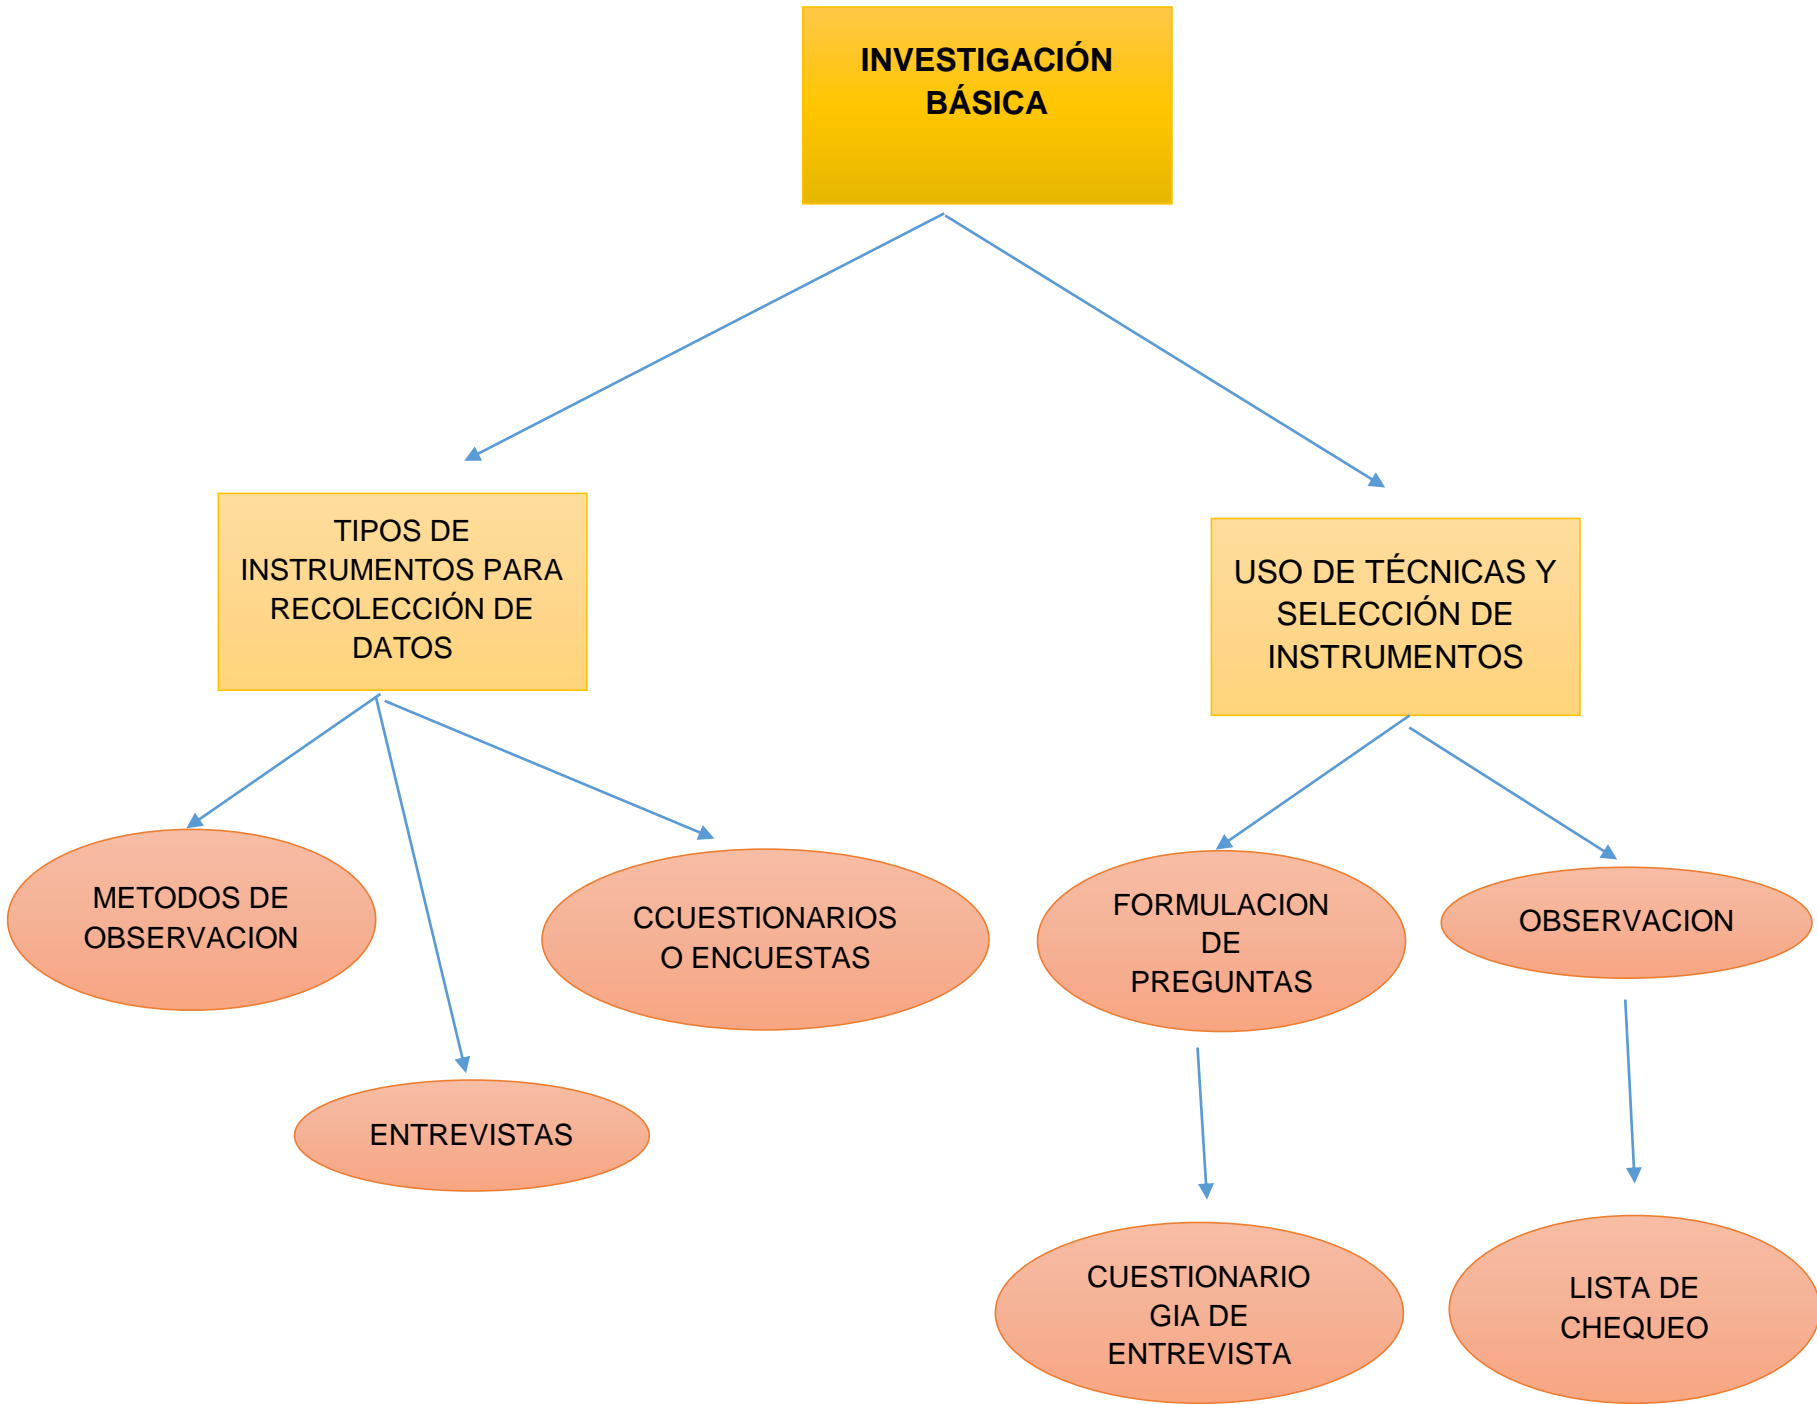 INVESTIGACIÓN
BÁSICA
TIPOS DE
INSTRUMENTOS PARA
RECOLECCIÓN DE
DATOS
USO DE TÉCNICAS Y
SELECCIÓN DE
INSTRUMENTOS
METODOS DE
OBSERVACION
CCUESTIONARIOS
O ENCUESTAS
FORMULACION
DE
PREGUNTAS
OBSERVACION
ENTREVISTAS
CUESTIONARIO
GIA DE
ENTREVISTA
LISTA DE
CHEQUEO